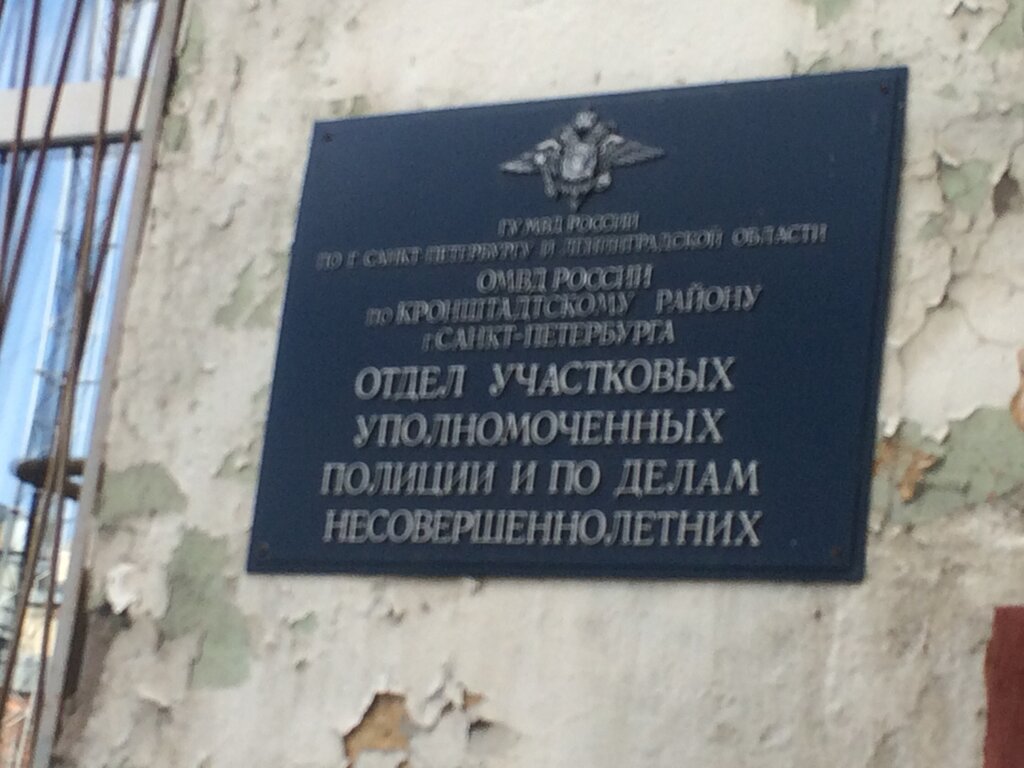 ГУ МВД РОССИИ
ПО Г. САНКТ-ПЕТЕРБУРГУ И ЛЕНИНГРАДСКОЙ ОБЛАСТИ
ОМВД РОССИИ
по КРОНШТАДТСКОМУ РАЙОНУ
г.САНКТ-ПЕТЕРБУРГА
ОТДЕЛ УЧАСТКОВЫХ
УПОЛНОМОЧЕННЫХ
ПОЛИЦИИ И ПО ДЕЛАМ
НЕСОВЕРШЕННОЛЕТНИХ